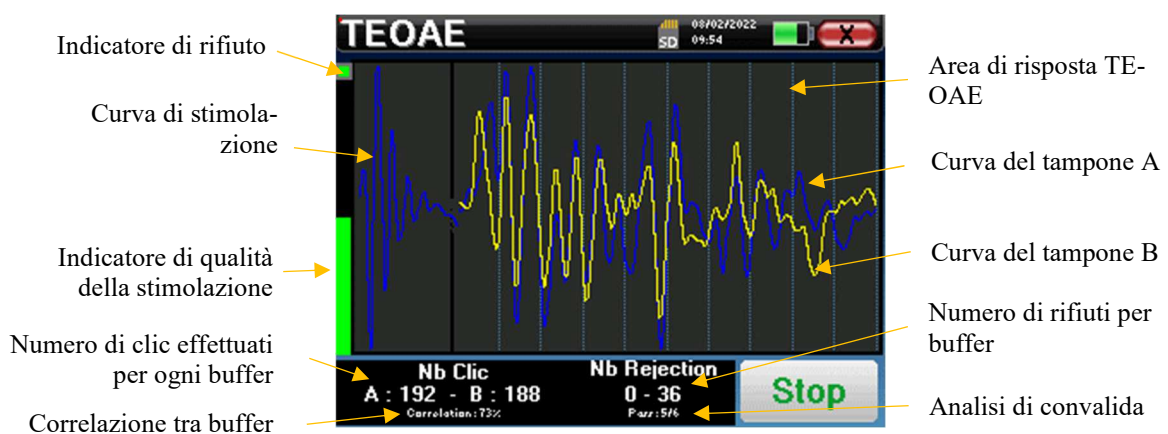 TEOAE
SD
08/02/2022
09:54
X
Indicatore di rifiuto
Curva di stimola-
zione
Indicatore di qualità
della stimolazione
Numero di clic effettuati
per ogni buffer
Correlazione tra buffer
Area di risposta TE-
OAE
Curva del tampone A
Curva del tampone B
Numero di rifiuti per
buffer
Analisi di convalida
Nb Clic
A : 192 - B : 188
Correlation:73%
Nb Rejection
0 - 36
Pass:5/6
Stop